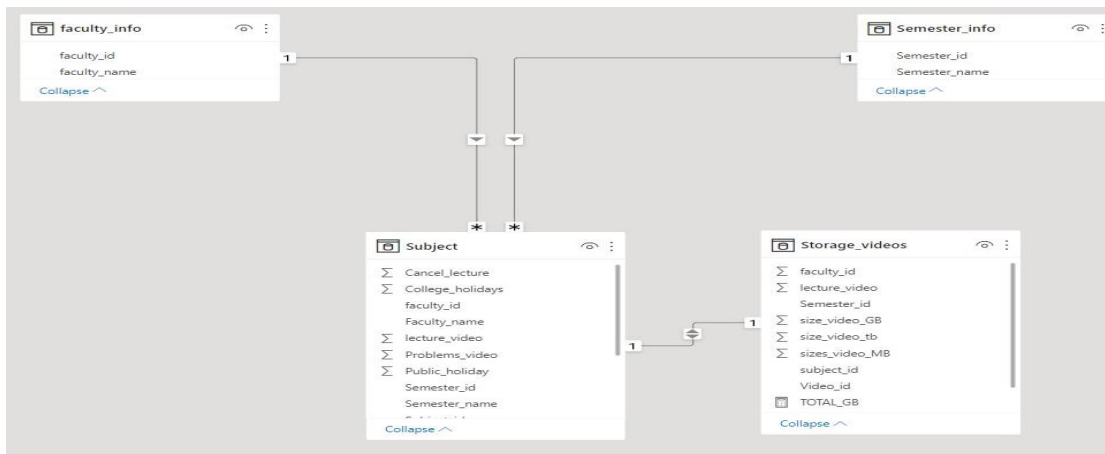 faculty_info
faculty_id
faculty_name
Collapse
Semester_info
Semester_id
Semester_name
Collapse
1
1
*
*
Subject
Cancel_lecture
College_holidays
faculty_id
Faculty_name
lecture_video
Problems_video
Public_holiday
Semester_id
Semester_name
Collapse
1
1
Storage_videos
faculty_id
lecture_video
Semester_id
size_video_GB
size_video_tb
sizes_video_MB
subject_id
Video_id
TOTAL_GB
Collapse